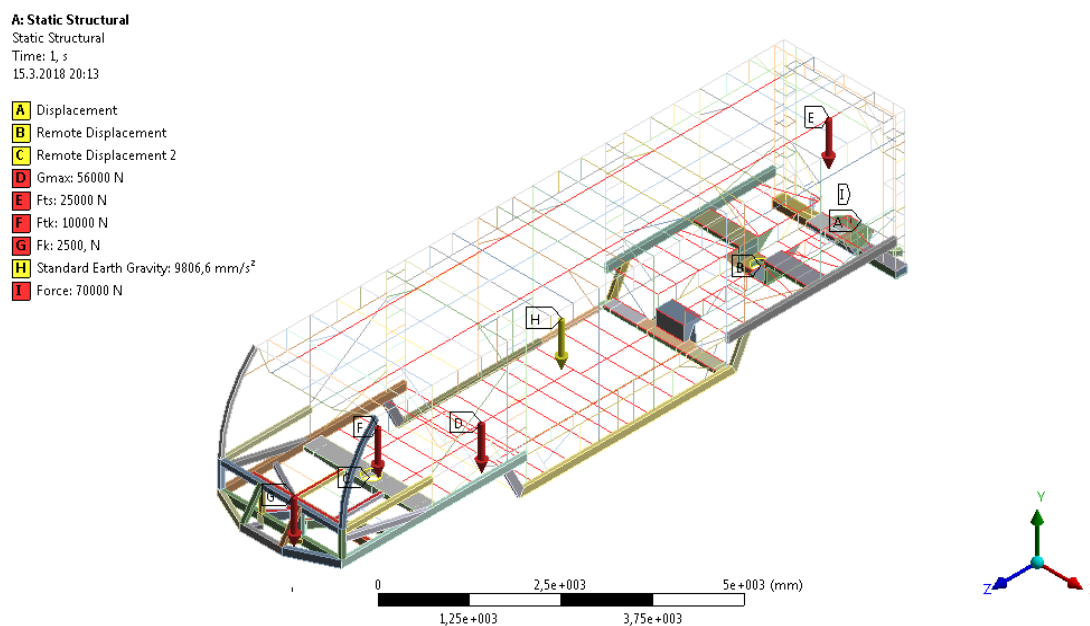 A: Static Structural
Static Structural
Time: 1, s
15.3.2018 20:13
A Displacement
B Remote Displacement
C Remote Displacement 2
D Gmax: 56000 N
E Fts: 25000 N
F Ftk: 10000 N
G Fk: 2500, N
H Standard Earth Gravity: 9806,6 mm/s²
I Force: 70000 N
E
I
A
B
H
F
D
C
G
Y
Z
0 2,5e+003 5e+003 (mm)
1,25e+003 3,75e+003